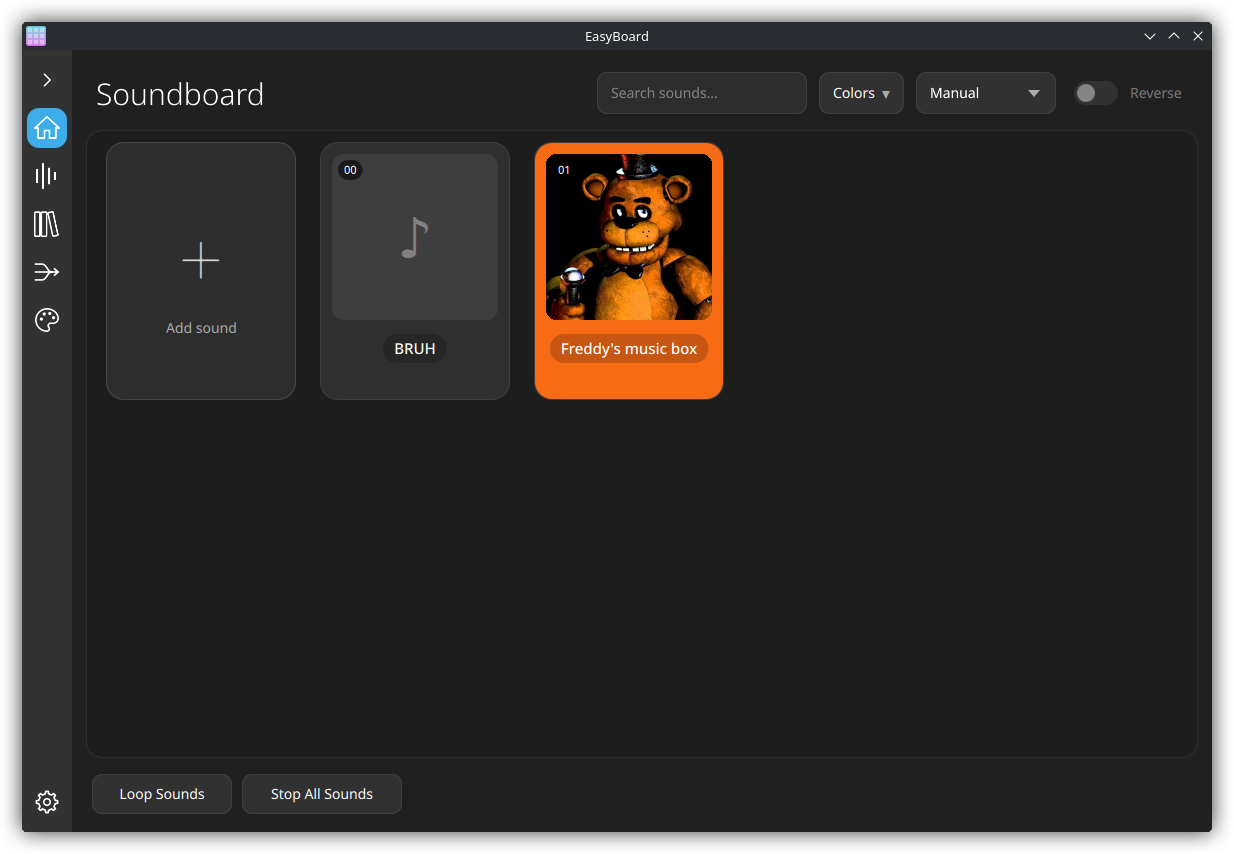 EasyBoard
Soundboard
Search sounds...
Colors ▾
Manual
Reverse
00
01
Add sound
BRUH
Freddy's music box
Loop Sounds
Stop All Sounds